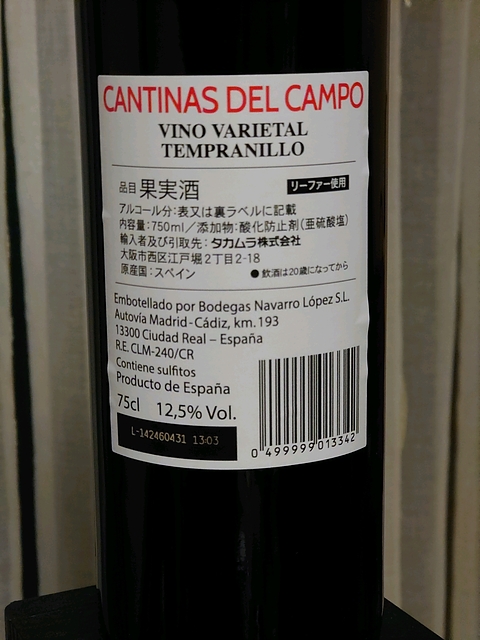 CANTINAS DEL CAMPO
VINO VARIETAL
TEMPRANILLO
品目 果実酒 リーファー使用
アルコール分:表又は裏ラベルに記載
内容量:750ml/添加物:酸化防止剤(亜硫酸塩)
輸入者及び引取先:タカムラ株式会社
大阪市西区江戸堀2丁目2-18
原産国:スペイン ●飲酒は20歳になってから
Embotellado por Bodegas Navarro López S.L.
Autovía Madrid-Cádiz, km. 193
13300 Ciudad Real – España
R.E. CLM-240/CR
Contiene sulfitos
Producto de España
75cl 12,5% Vol.
L-142460431 13:03
0 499999 013342